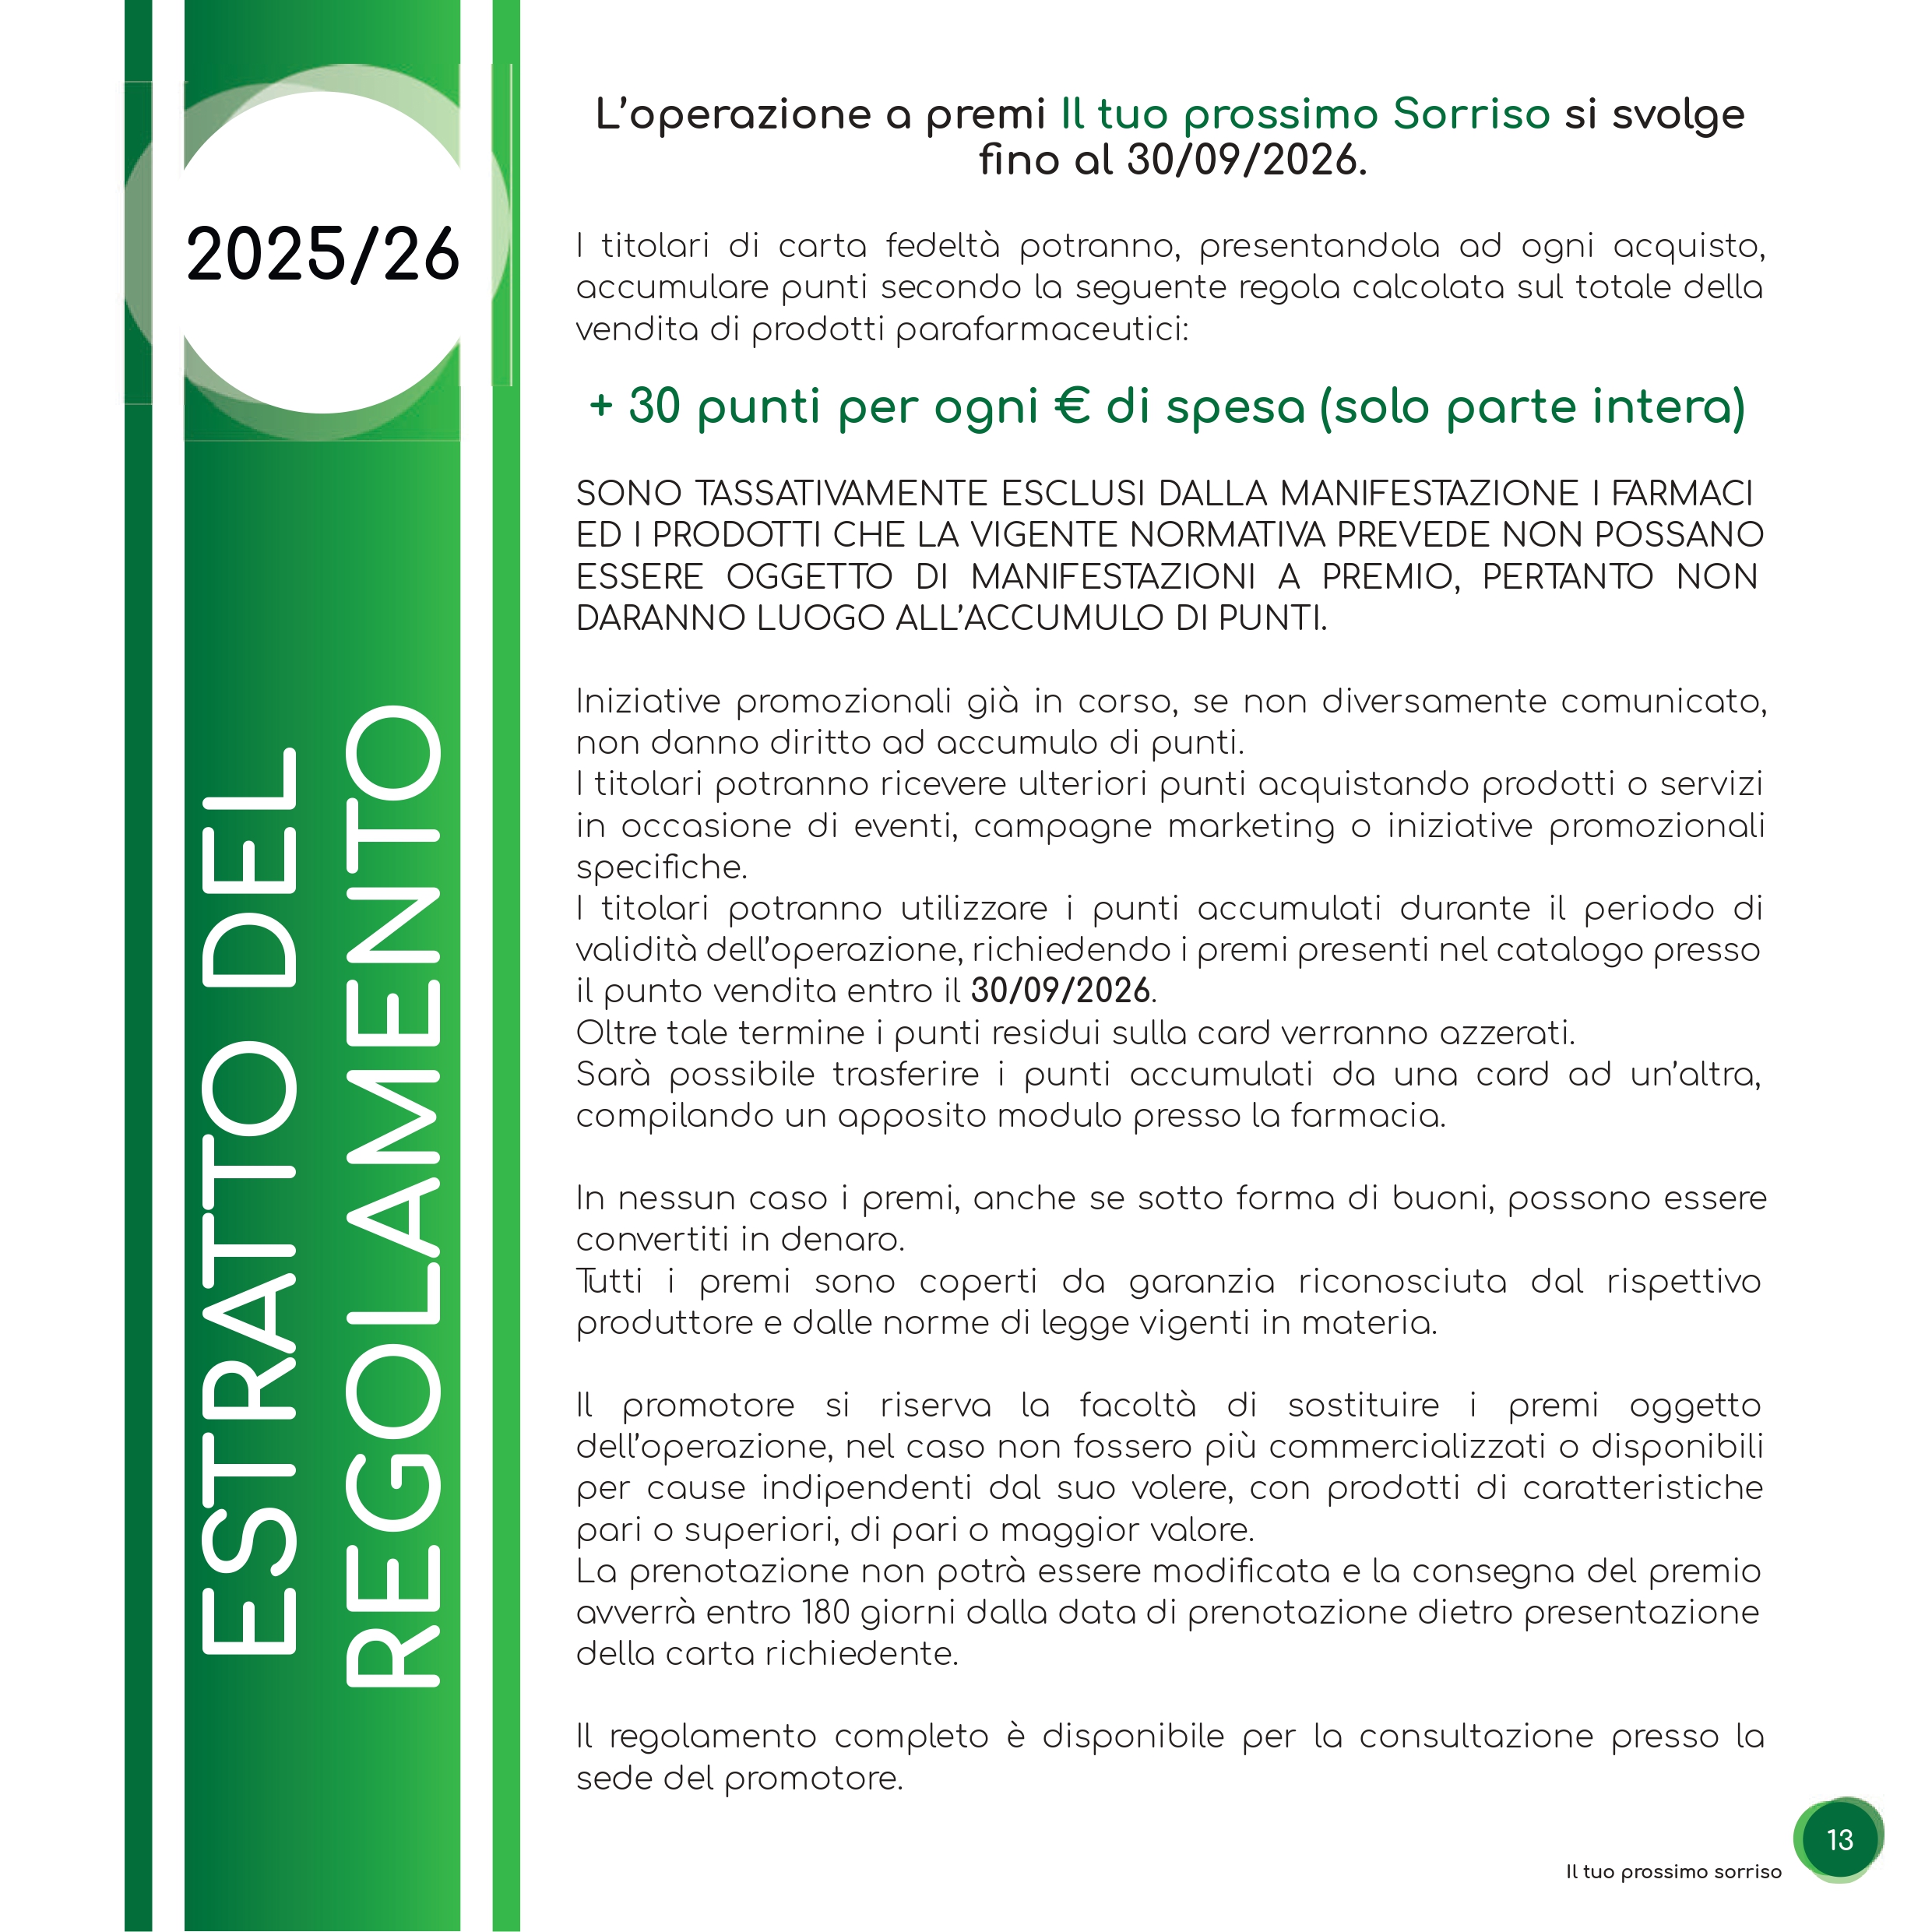 2025/26
ESTRATTO DEL
REGOLAMENTO
L’operazione a premi Il tuo prossimo Sorriso si svolge
fino al 30/09/2026.
I titolari di carta fedeltà potranno, presentandola ad ogni acquisto,
accumulare punti secondo la seguente regola calcolata sul totale della
vendita di prodotti parafarmaceutici:
+ 30 punti per ogni € di spesa (solo parte intera)
SONO TASSATIVAMENTE ESCLUSI DALLA MANIFESTAZIONE I FARMACI
ED I PRODOTTI CHE LA VIGENTE NORMATIVA PREVEDE NON POSSANO
ESSERE OGGETTO DI MANIFESTAZIONI A PREMIO, PERTANTO NON
DARANNO LUOGO ALL’ACCUMULO DI PUNTI.
Iniziative promozionali già in corso, se non diversamente comunicato,
non danno diritto ad accumulo di punti.
I titolari potranno ricevere ulteriori punti acquistando prodotti o servizi
in occasione di eventi, campagne marketing o iniziative promozionali
specifiche.
I titolari potranno utilizzare i punti accumulati durante il periodo di
validità dell’operazione, richiedendo i premi presenti nel catalogo presso
il punto vendita entro il 30/09/2026.
Oltre tale termine i punti residui sulla card verranno azzerati.
Sarà possibile trasferire i punti accumulati da una card ad un’altra,
compilando un apposito modulo presso la farmacia.
In nessun caso i premi, anche se sotto forma di buoni, possono essere
convertiti in denaro.
Tutti i premi sono coperti da garanzia riconosciuta dal rispettivo
produttore e dalle norme di legge vigenti in materia.
Il promotore si riserva la facoltà di sostituire i premi oggetto
dell’operazione, nel caso non fossero più commercializzati o disponibili
per cause indipendenti dal suo volere, con prodotti di caratteristiche
pari o superiori, di pari o maggior valore.
La prenotazione non potrà essere modificata e la consegna del premio
avverrà entro 180 giorni dalla data di prenotazione dietro presentazione
della carta richiedente.
Il regolamento completo è disponibile per la consultazione presso la
sede del promotore.
13
Il tuo prossimo sorriso